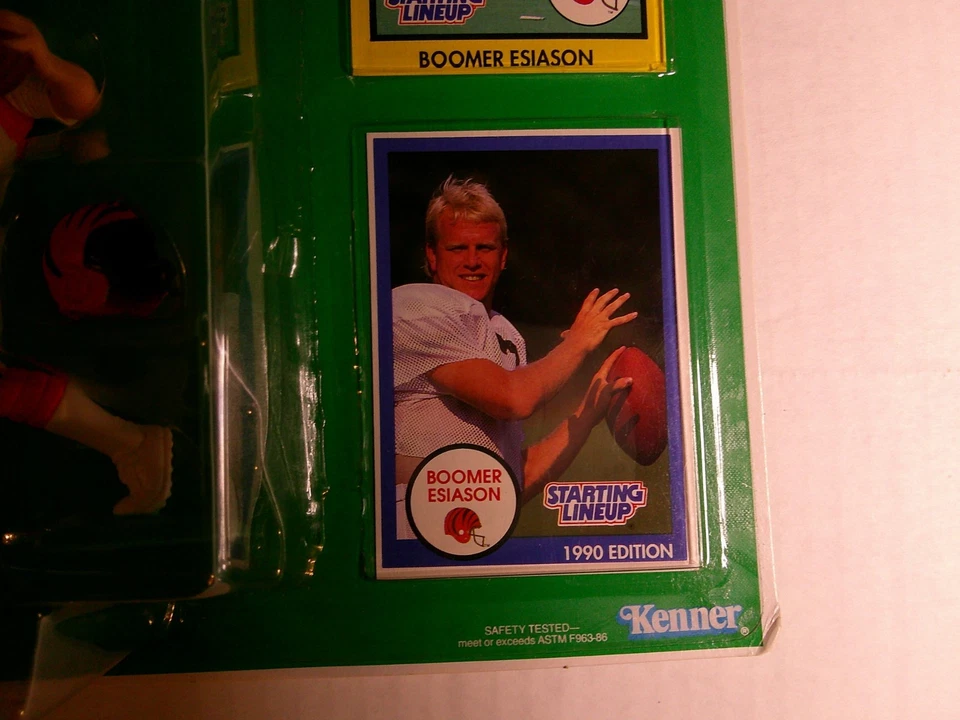 STARTING
LINEUP
BOOMER ESIASON
BOOMER
ESIASON
STARTING
LINEUP
1990 EDITION
SAFETY TESTED—
meet or exceeds ASTM F963-86
Kenner®